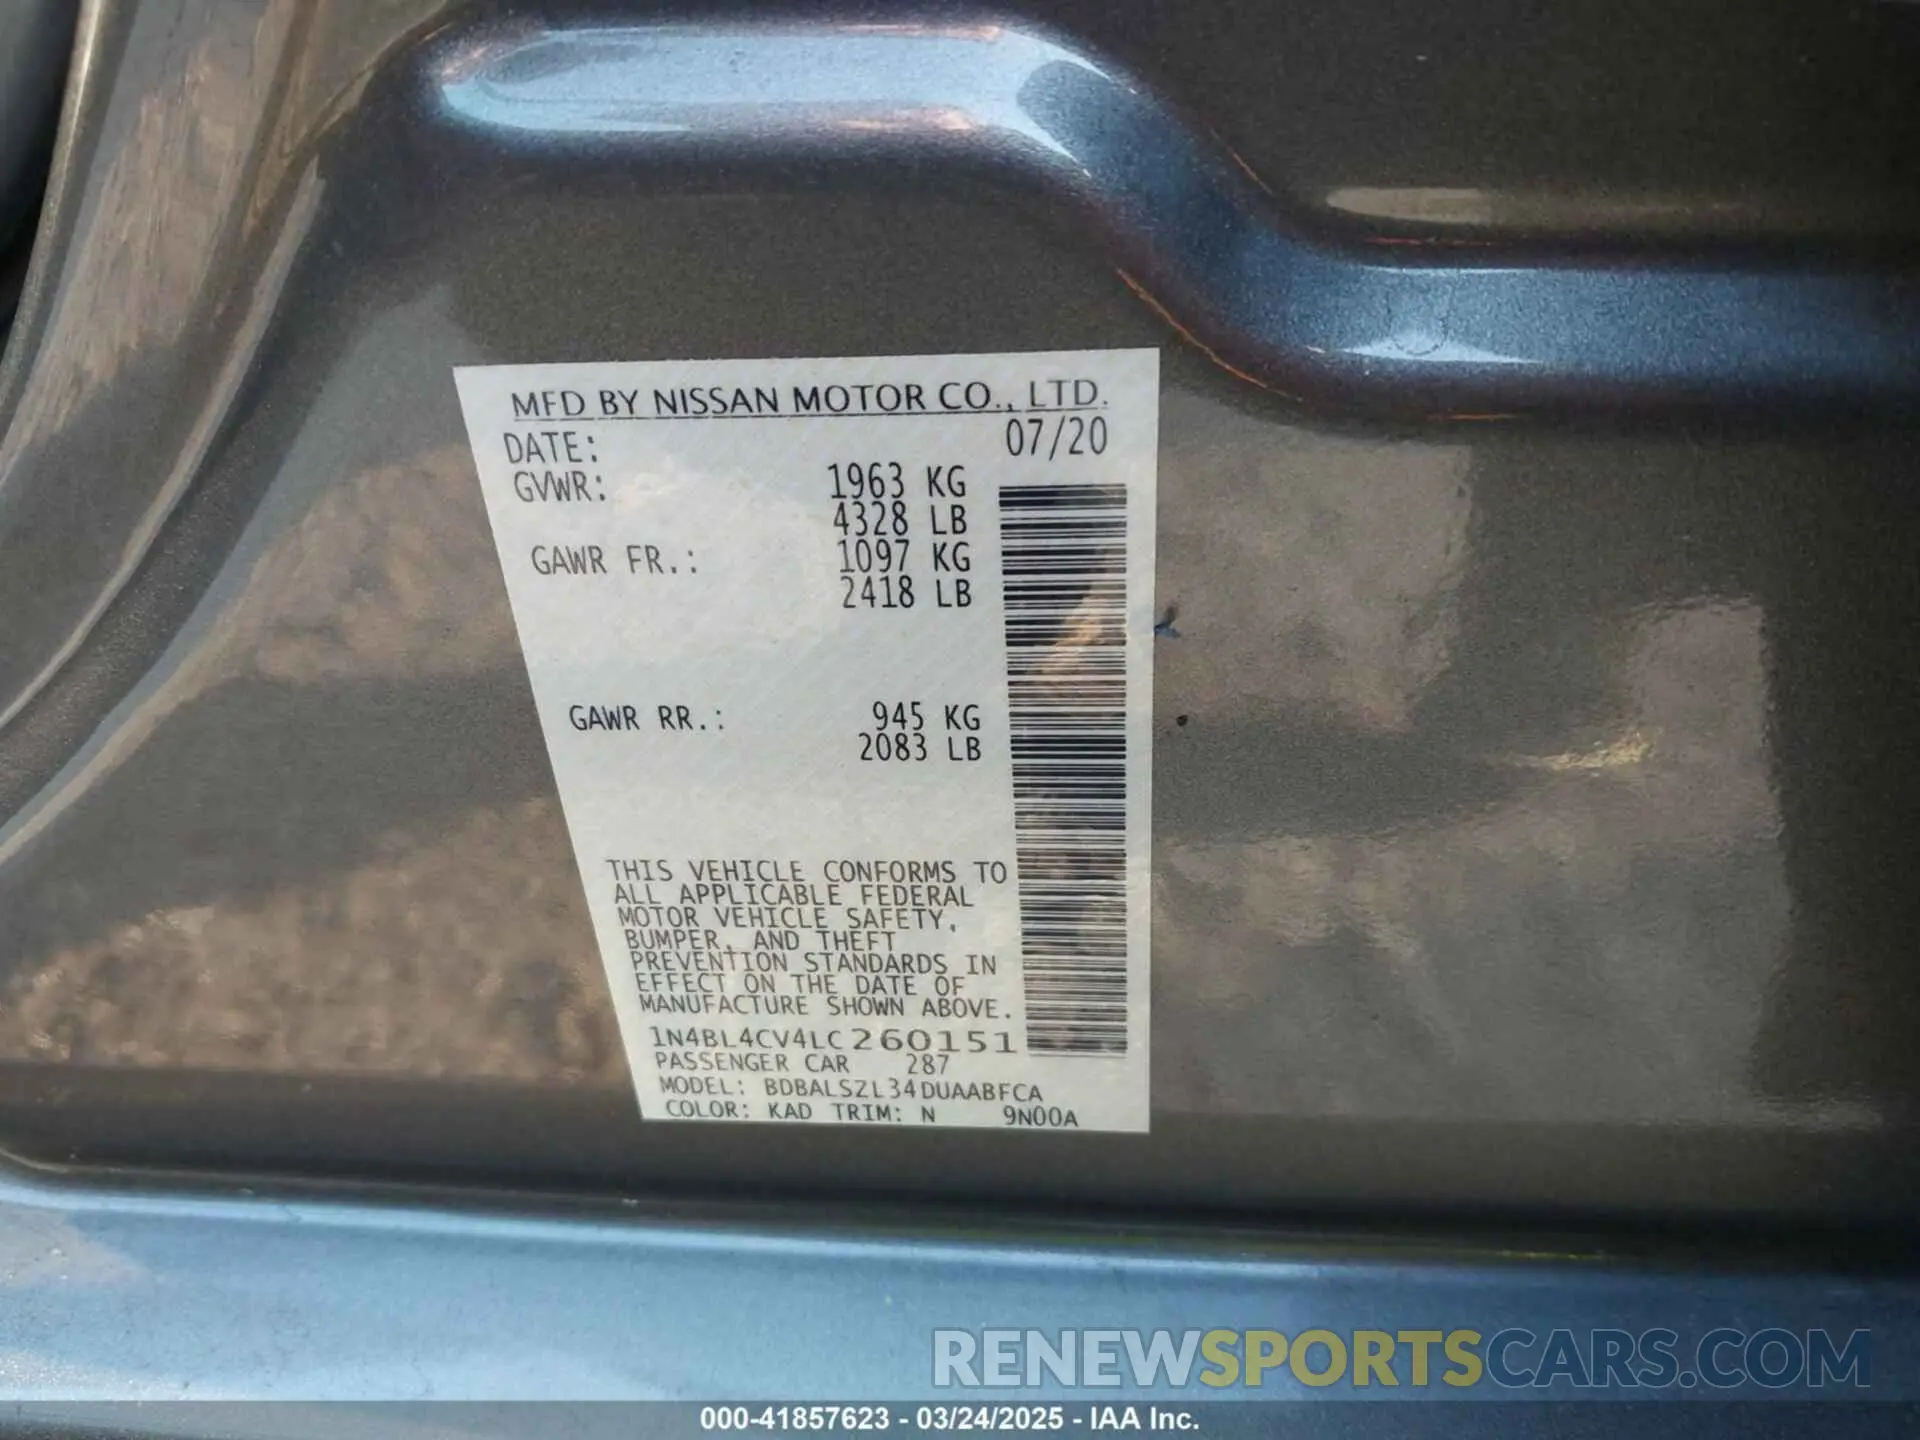 MFD BY NISSAN MOTOR CO., LTD.
DATE: 07/20
GVWR: 1963 KG
4328 LB
GAWR FR.: 1097 KG
2418 LB
GAWR RR.: 945 KG
2083 LB
THIS VEHICLE CONFORMS TO
ALL APPLICABLE FEDERAL
MOTOR VEHICLE SAFETY,
BUMPER, AND THEFT
PREVENTION STANDARDS IN
EFFECT ON THE DATE OF
MANUFACTURE SHOWN ABOVE.
1N4BL4CV4LC260151
PASSENGER CAR 287
MODEL: BDBALSZL34DUAABFCA
COLOR: KAD TRIM: N 9N00A
RENEWSPORTSCARS.COM
000-41857623 - 03/24/2025 - IAA Inc.